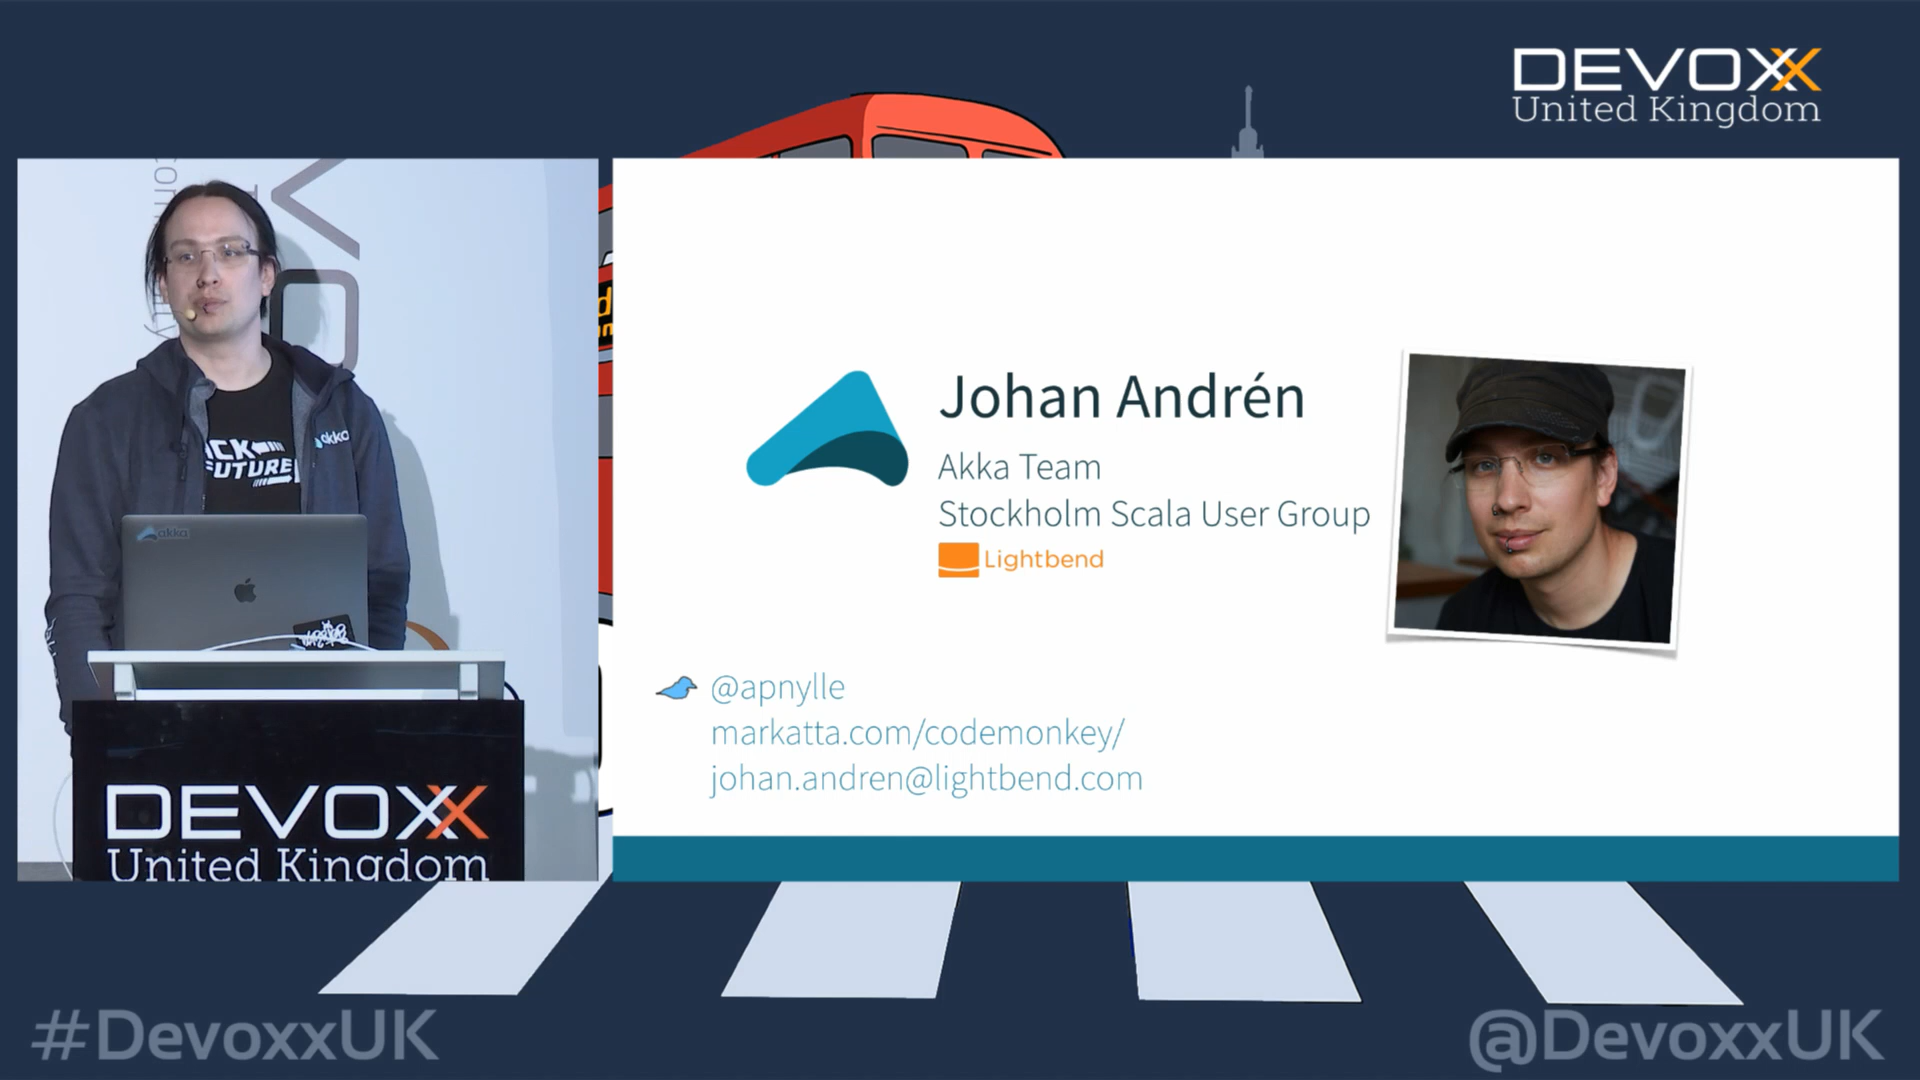 DEVOXX
United Kingdom
Johan Andrén
Akka Team
Stockholm Scala User Group
Lightbend
@apnylle
markatta.com/codemonkey/
johan.andren@lightbend.com
akka
UTURE
akka
DEVOXX
United Kingdom
#DevoxxUK
@DevoxxUK